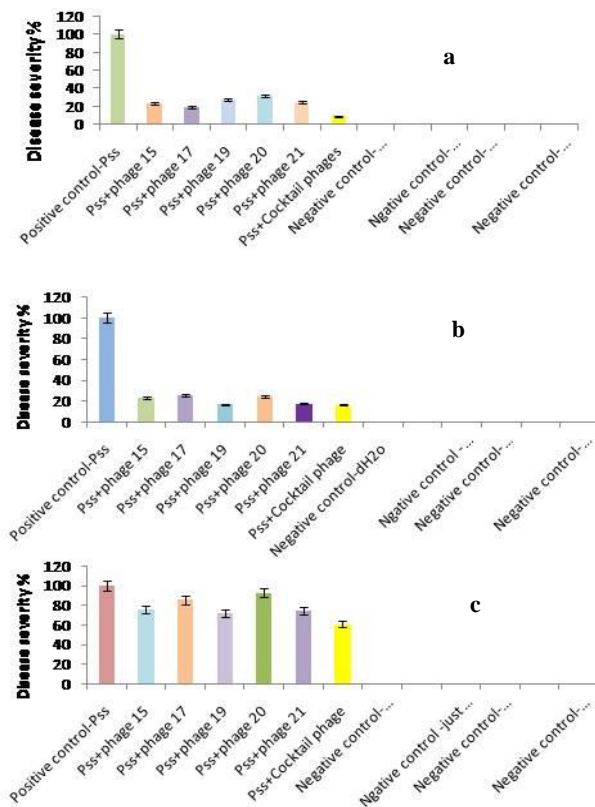 Disease severity%
120
100
80
60
40
20
0
a
Positive control-Pss
Pss+phage 15
Pss+phage 17
Pss+phage 19
Pss+phage 20
Pss+phage 21
Pss+Cocktail phages
Negative control-...
Ngative control-...
Negative control-...
Negative control-...
Disease severity%
120
100
80
60
40
20
0
b
Positive control-Pss
Pss+phage 15
Pss+phage 17
Pss+phage 19
Pss+phage 20
Pss+phage 21
Pss+Cocktail phage
Negative control-dH2o
Ngative control -...
Negative control-...
Negative control-...
Disease severity%
120
100
80
60
40
20
0
c
Positive control-Pss
Pss+phage 15
Pss+phage 17
Pss+phage 19
Pss+phage 20
Pss+phage 21
Pss+Cocktail phage
Negative control-...
Ngative control -just ...
Negative control-...
Negative control-...